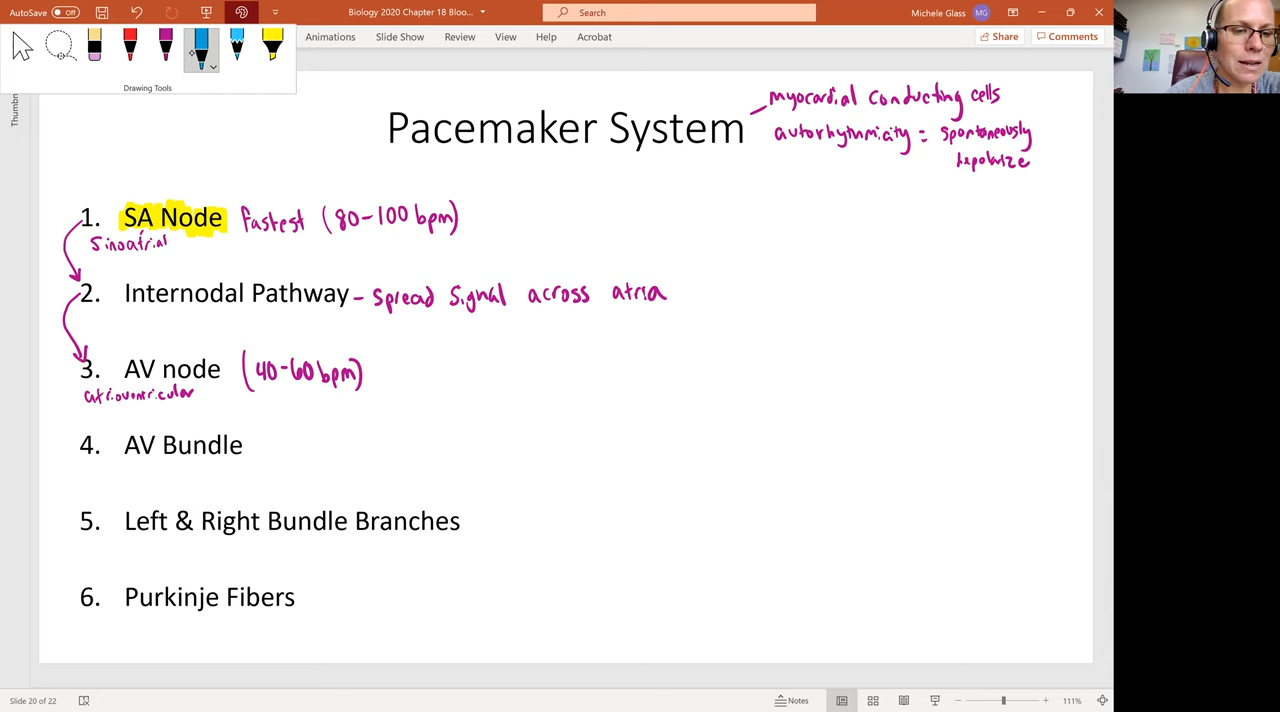 AutoSave Off
Biology 2020 Chapter 18 Bloo...
Search
Michele Glass MG
Animations Slide Show Review View Help Acrobat
Share Comments
Drawing Tools
Thumbn
Pacemaker System
myocardial conducting cells
autorhythmicity = spontaneously
depolarize
1. SA Node fastest (80-100 bpm)
sinoatrial
2. Internodal Pathway - spread signal across atria
3. AV node (40-60 bpm)
atrioventricular
4. AV Bundle
5. Left & Right Bundle Branches
6. Purkinje Fibers
Slide 20 of 22
Notes
111%